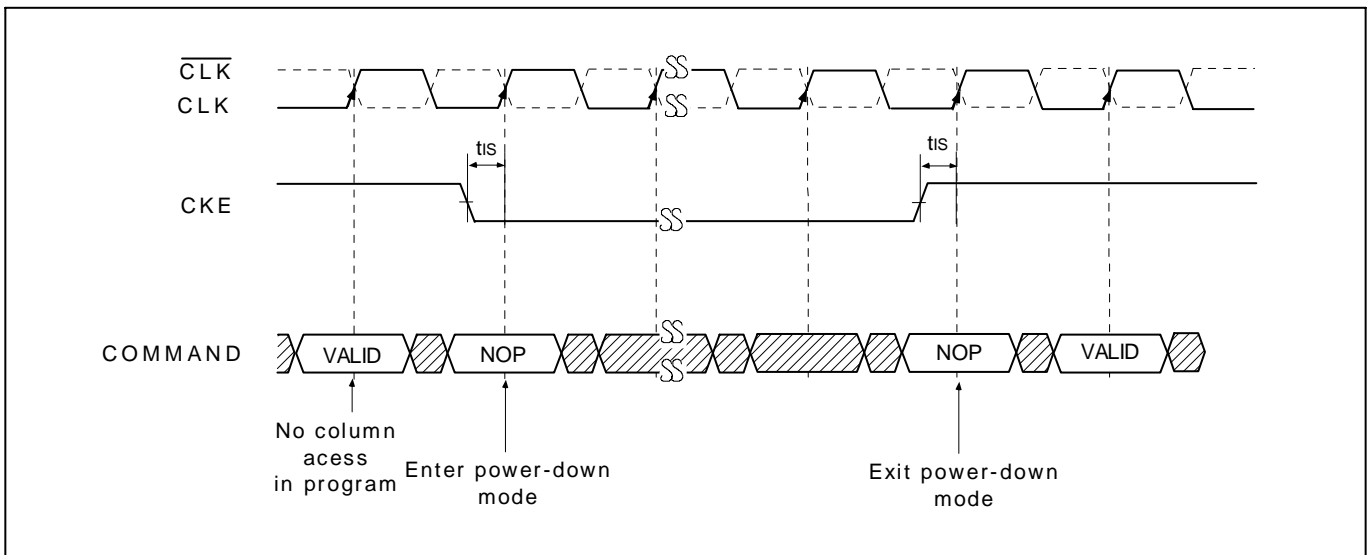 CLK
CLK
tIS
tIS
CKE
COMMAND
VALID
NOP
NOP
VALID
No column
acess
in program
Enter power-down
mode
Exit power-down
mode